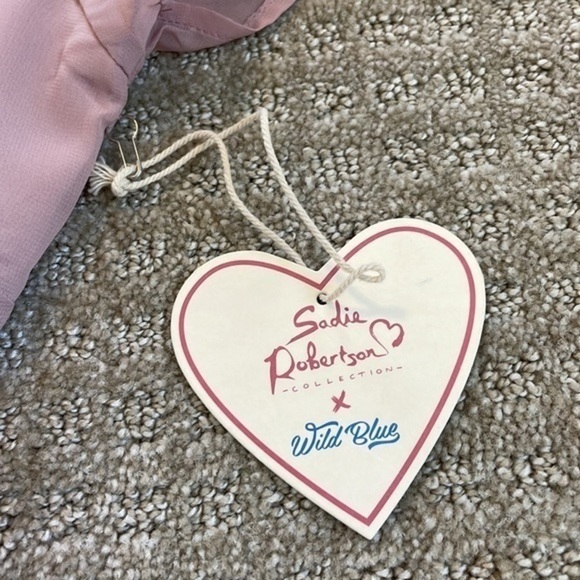 Sadie
Robertson
-COLLECTION-
x
Wild Blue